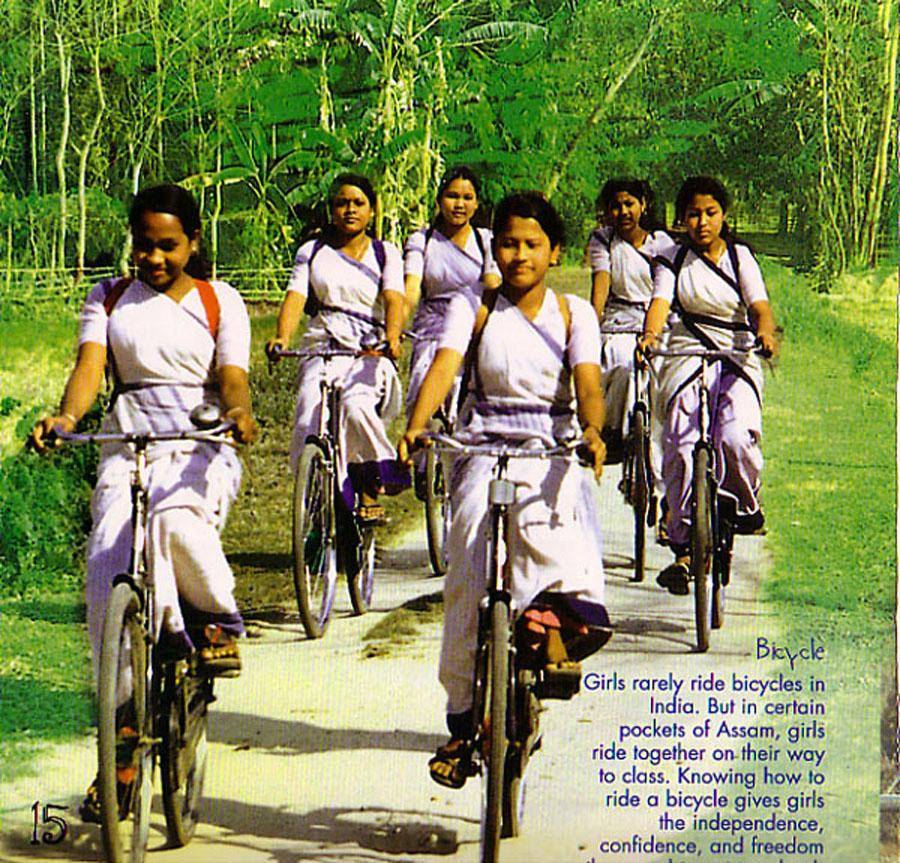 Bicycle
Girls rarely ride bicycles in
India. But in certain
pockets of Assam, girls
ride together on their way
to class. Knowing how to
ride a bicycle gives girls
the independence,
confidence, and freedom
15